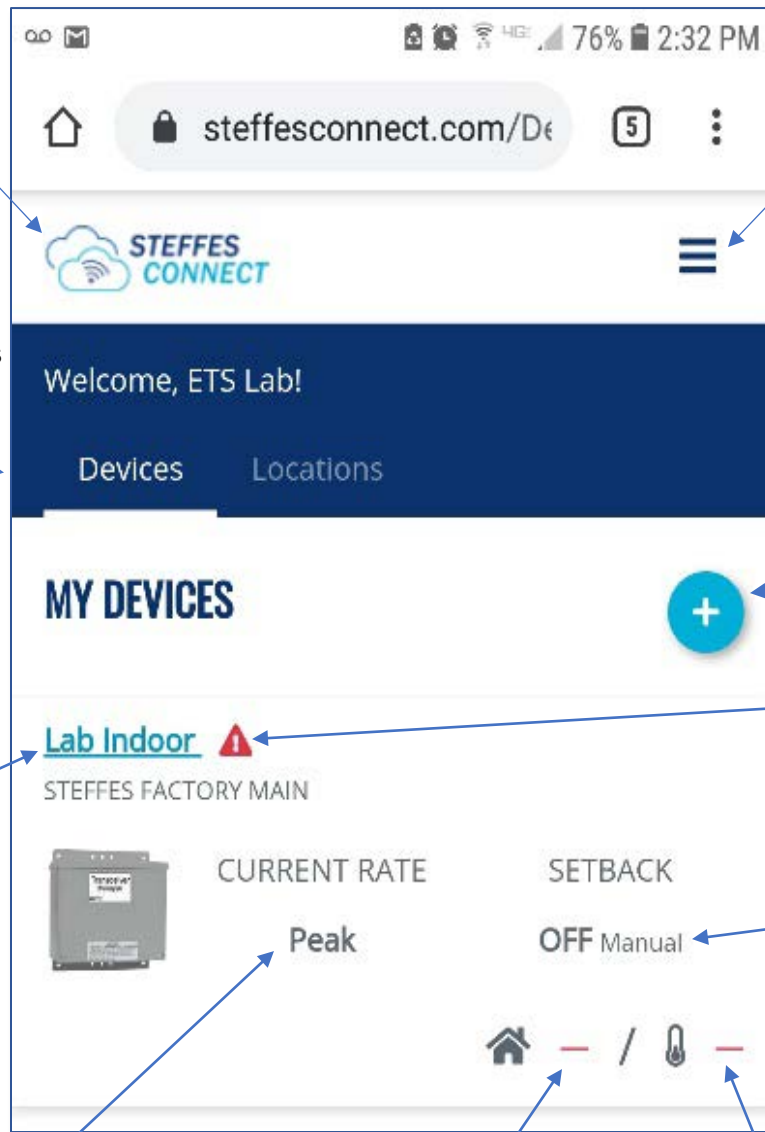 76% 2:32 PM
steffesconnect.com/De 5
STEFFES
CONNECT
s
Welcome, ETS Lab!
Devices Locations
MY DEVICES
+
Lab Indoor
STEFFES FACTORY MAIN
CURRENT RATE SETBACK
Peak OFF Manual
– / –